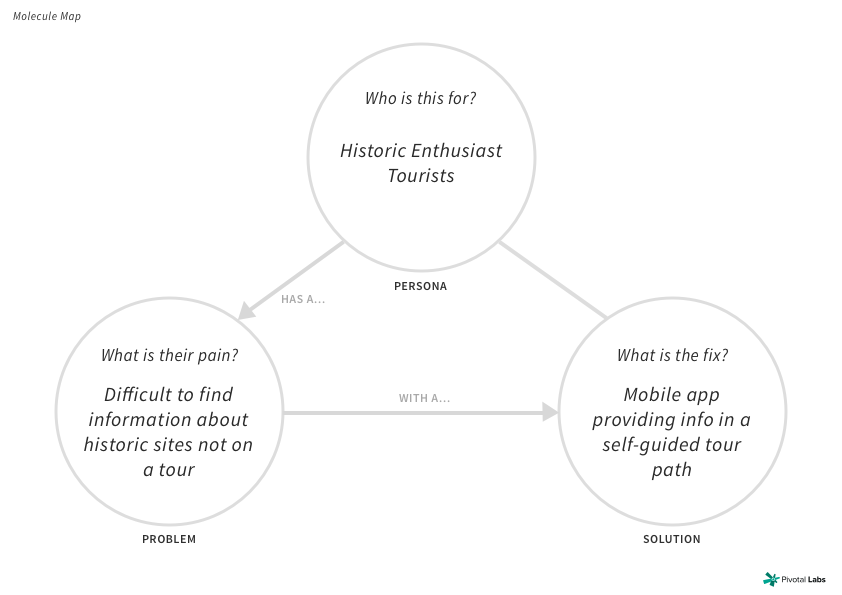 Molecule Map
Who is this for?
Historic Enthusiast
Tourists
PERSONA
HAS A...
What is their pain?
Difficult to find
information about
historic sites not on
a tour
PROBLEM
WITH A...
What is the fix?
Mobile app
providing info in a
self-guided tour
path
SOLUTION
Pivotal Labs